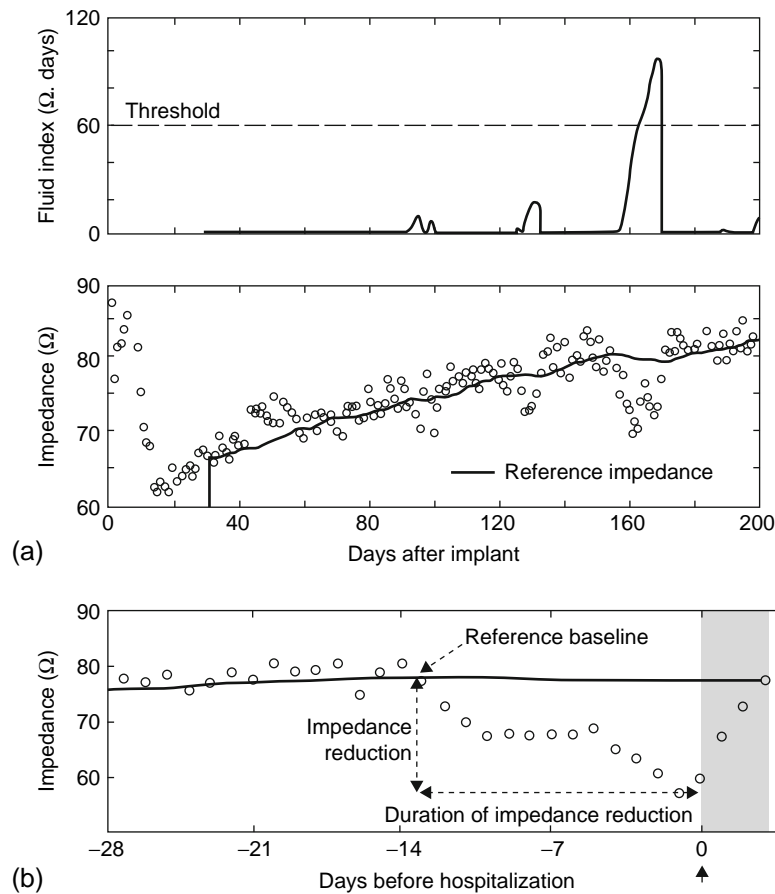 120
60
0
Fluid index (Ω. days)
Threshold
90
80
70
60
Impedance (Ω)
Reference impedance
0 40 80 120 160 200
Days after implant
(a)
90
80
70
60
Impedance (Ω)
Reference baseline
Impedance
reduction
Duration of impedance reduction
–28 –21 –14 –7 0
Days before hospitalization
(b)